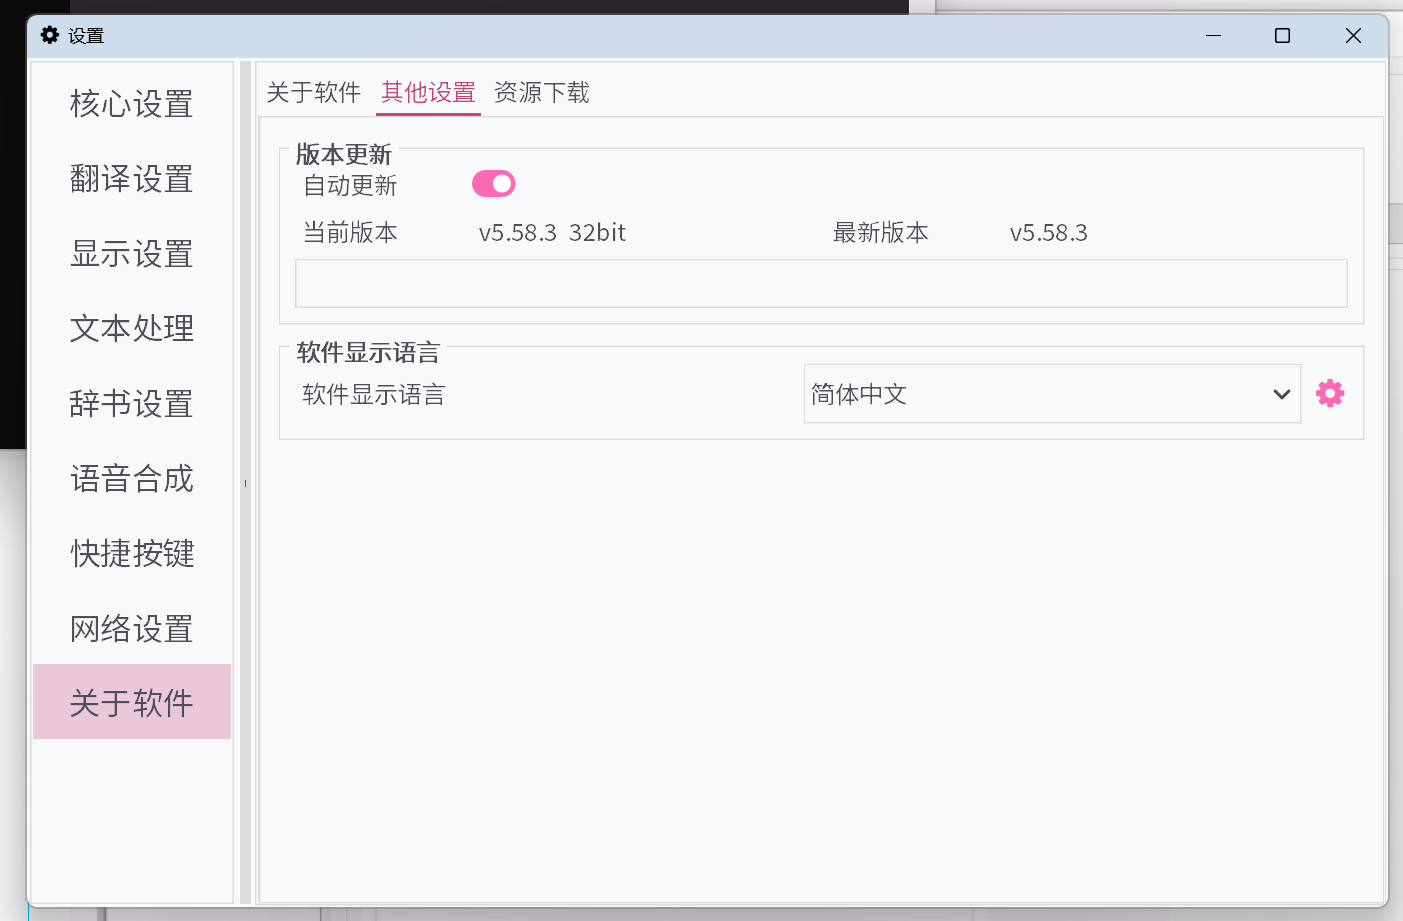 设置
核心设置
翻译设置
显示设置
文本处理
辞书设置
语音合成
快捷按键
网络设置
关于软件
关于软件 其他设置 资源下载
版本更新
自动更新
当前版本 v5.58.3 32bit 最新版本 v5.58.3
软件显示语言
软件显示语言 简体中文